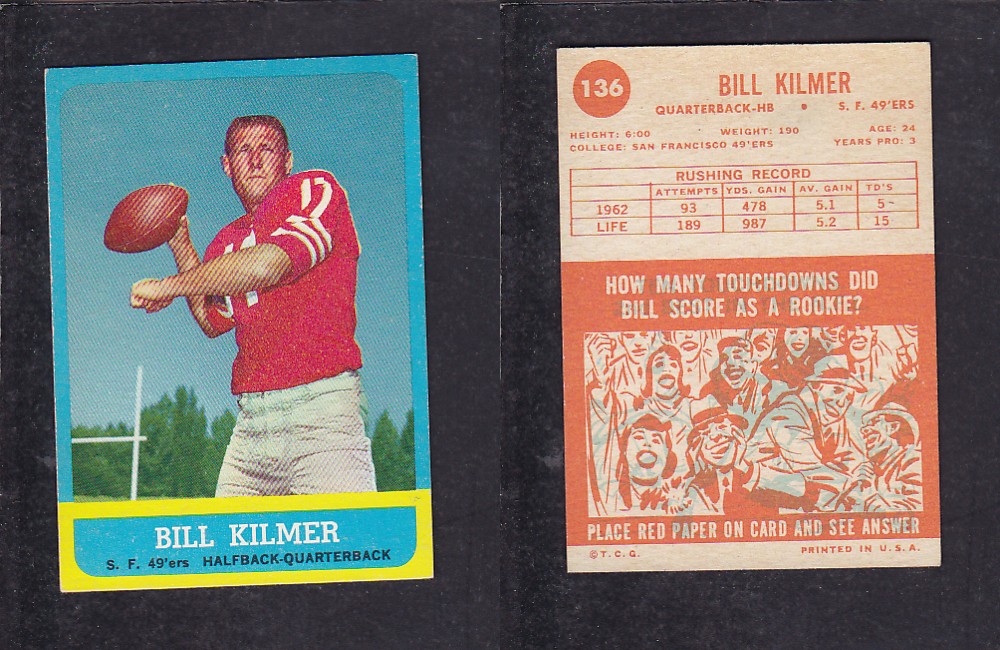 17
17
BILL KILMER
S. F. 49'ers HALFBACK-QUARTERBACK
136
BILL KILMER
QUARTERBACK-HB • S. F. 49'ERS
HEIGHT: 6:00 WEIGHT: 190 AGE: 24
COLLEGE: SAN FRANCISCO 49'ERS YEARS PRO: 3
RUSHING RECORD
ATTEMPTS YDS. GAIN AV. GAIN TD'S
1962 93 478 5.1 5
LIFE 189 987 5.2 15
HOW MANY TOUCHDOWNS DID
BILL SCORE AS A ROOKIE?
PLACE RED PAPER ON CARD AND SEE ANSWER
© T. C. G. PRINTED IN U. S. A.